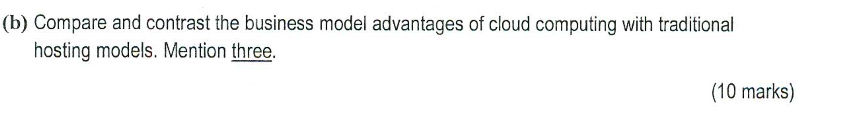 (b) Compare and contrast the business model advantages of cloud computing with traditional
hosting models. Mention three.
(10 marks)